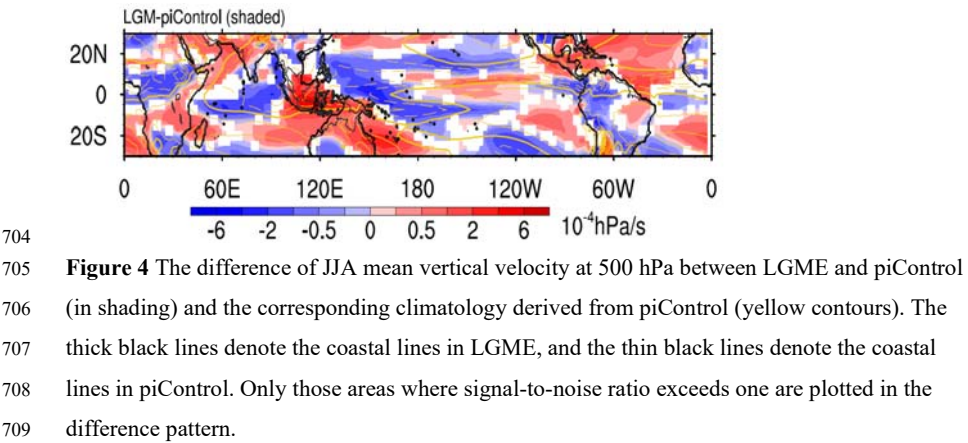 LGM-piControl (shaded)
20N
0
20S
0 60E 120E 180 120W 60W 0
-6 -2 -0.5 0 0.5 2 6 10⁻⁴hPa/s
704
705 Figure 4 The difference of JJA mean vertical velocity at 500 hPa between LGME and piControl
706 (in shading) and the corresponding climatology derived from piControl (yellow contours). The
707 thick black lines denote the coastal lines in LGME, and the thin black lines denote the coastal
708 lines in piControl. Only those areas where signal-to-noise ratio exceeds one are plotted in the
709 difference pattern.